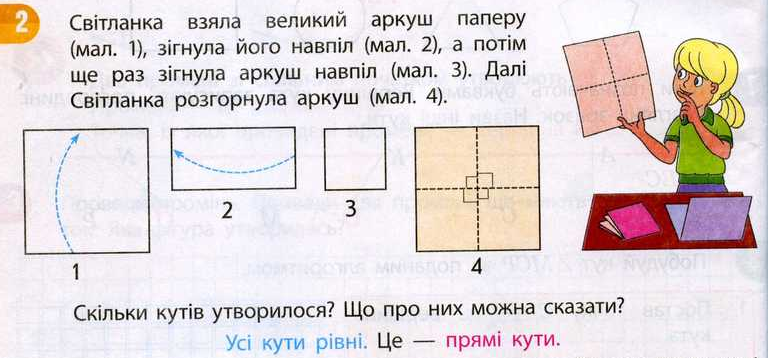 2
Світланка взяла великий аркуш паперу
(мал. 1), зігнула його навпіл (мал. 2), а потім
ще раз зігнула аркуш навпіл (мал. 3). Далі
Світланка розгорнула аркуш (мал. 4).
1
2
3
4
Скільки кутів утворилося? Що про них можна сказати?
Усі кути рівні. Це — прямі кути.